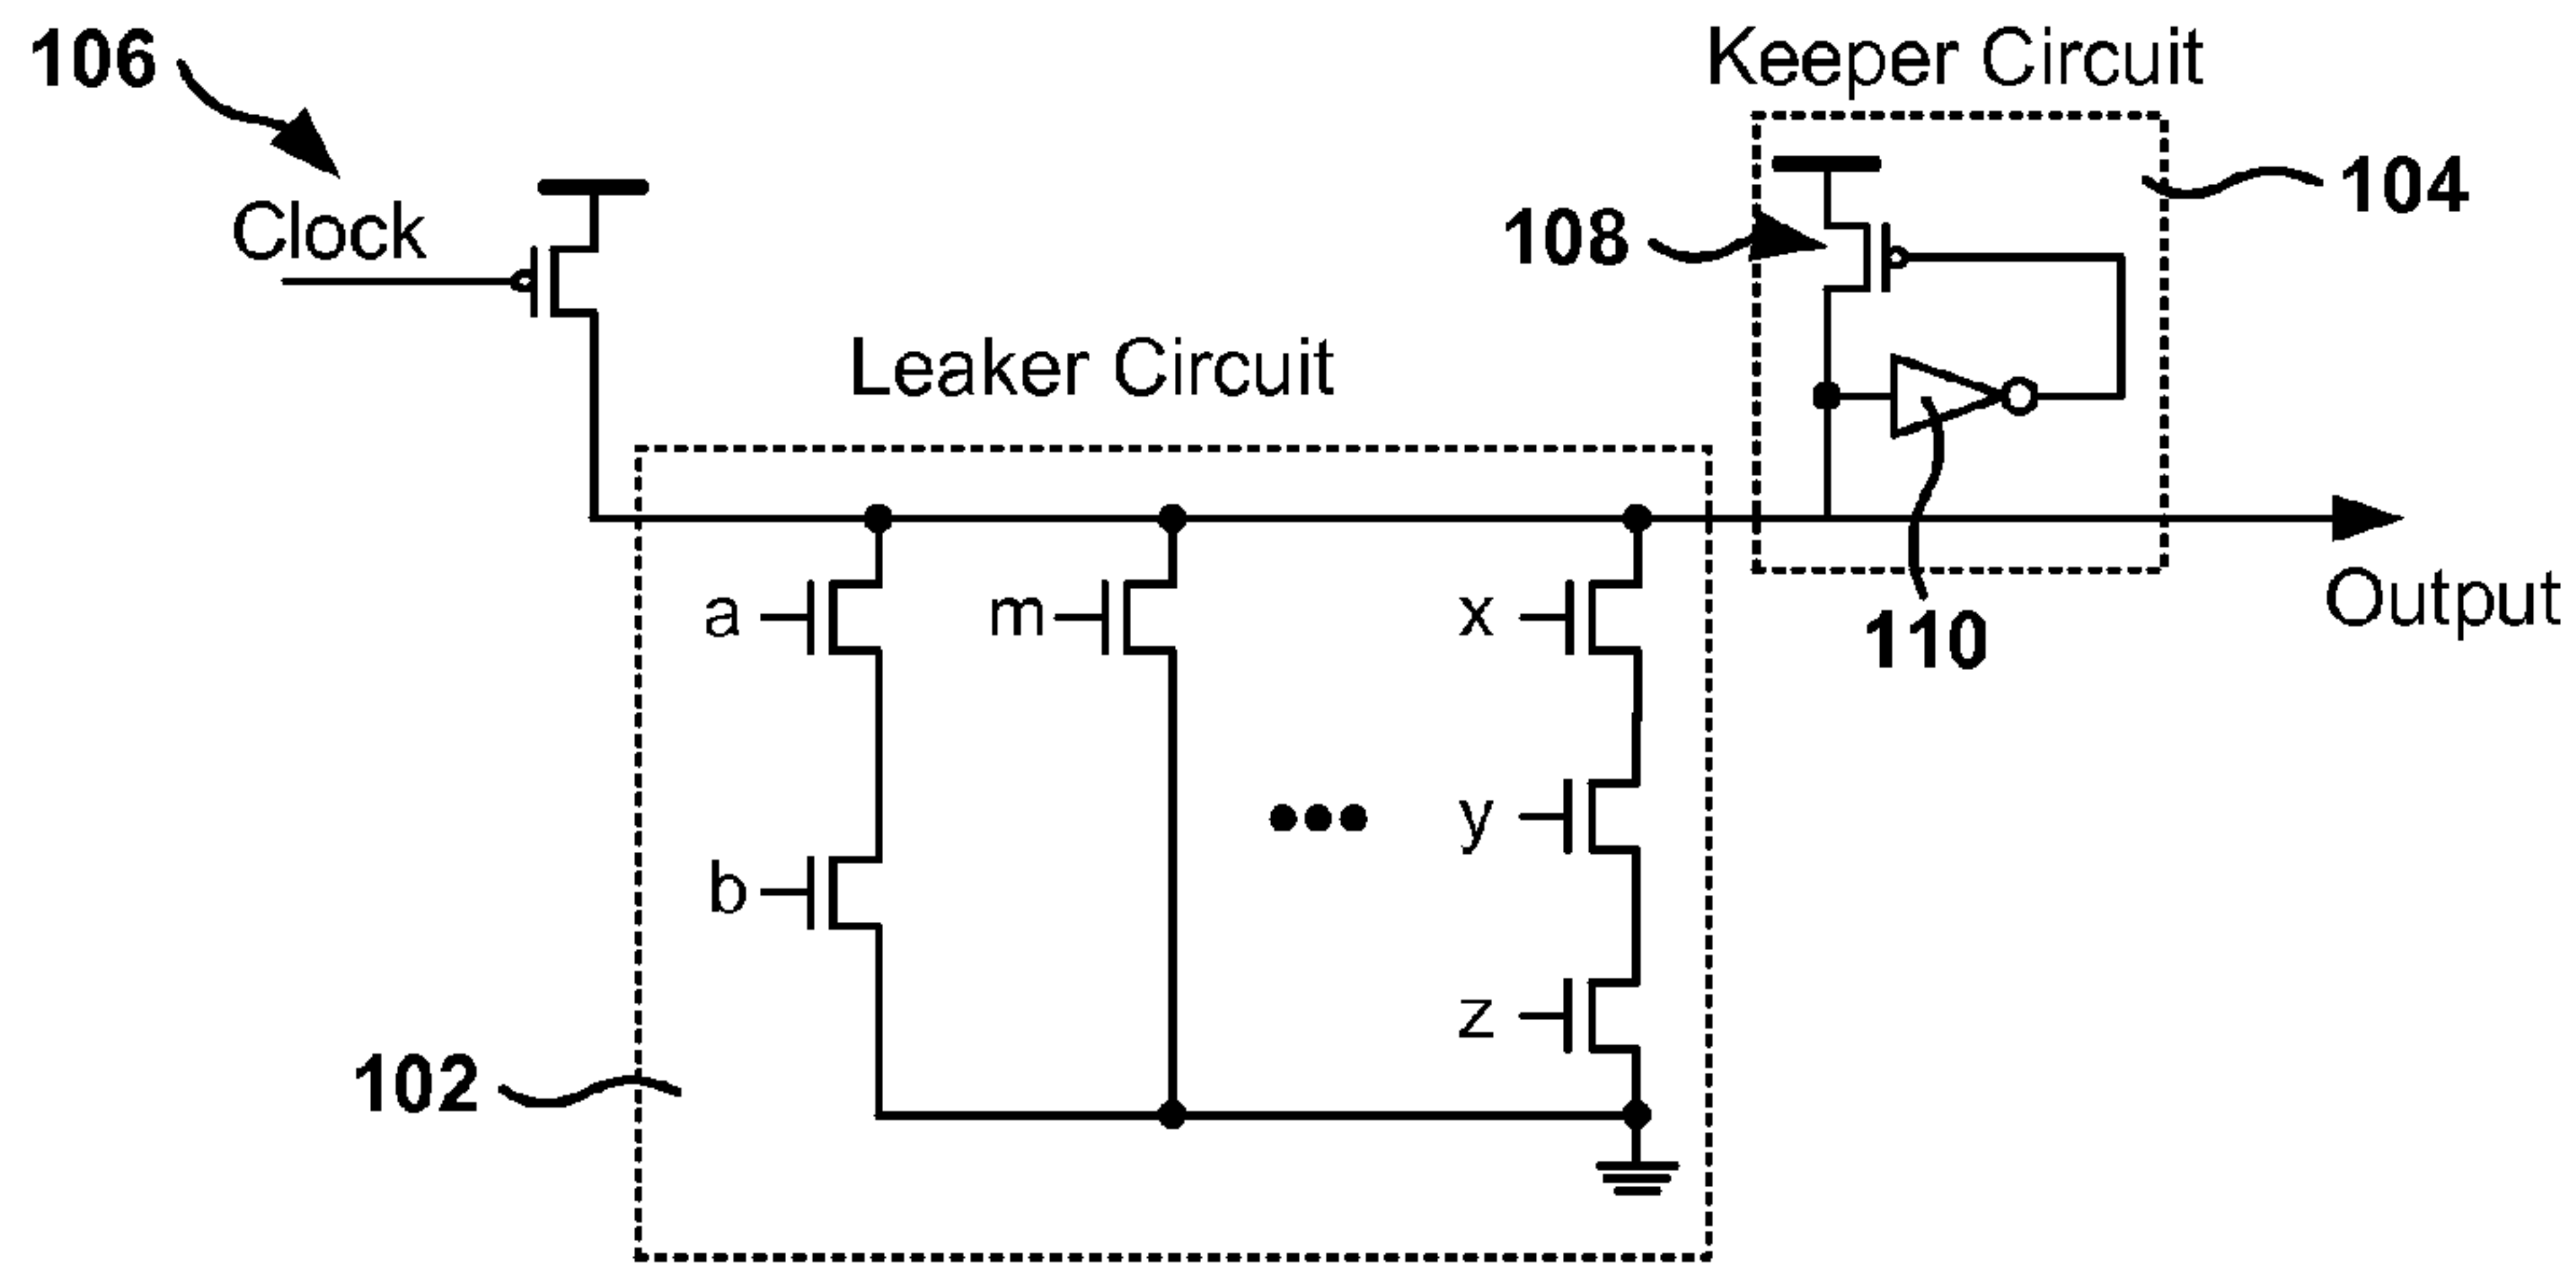 106
Keeper Circuit
Clock
108
104
Leaker Circuit
a
m
x
Output
110
b
y
z
102